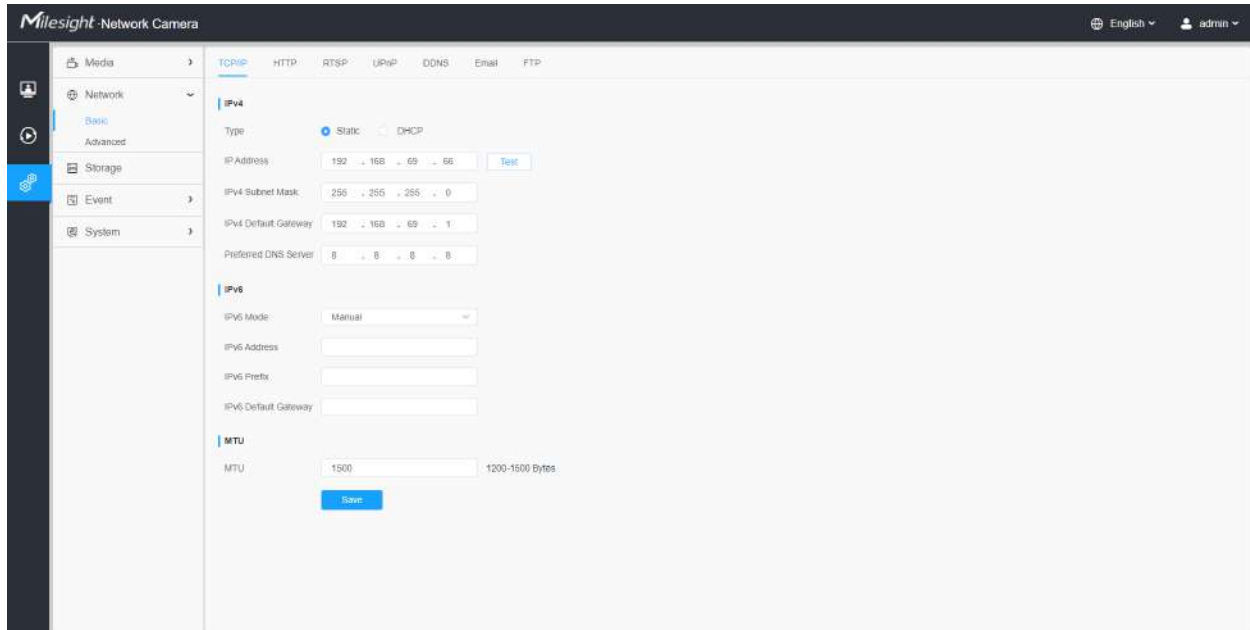 Milesight Network Camera
English
admin
Media
Network
Basic
Advanced
Storage
Event
System
TCP/IP HTTP RTSP UPnP DDNS Email FTP
IPv4
Type Static DHCP
IP Address 192 . 168 . 69 . 66 Test
IPv4 Subnet Mask 255 . 255 . 255 . 0
IPv4 Default Gateway 192 . 168 . 69 . 1
Preferred DNS Server 8 . 8 . 8 . 8
IPv6
IPv6 Mode Manual
IPv6 Address
IPv6 Prefix
IPv6 Default Gateway
MTU
MTU 1500 1200-1500 Bytes
Save